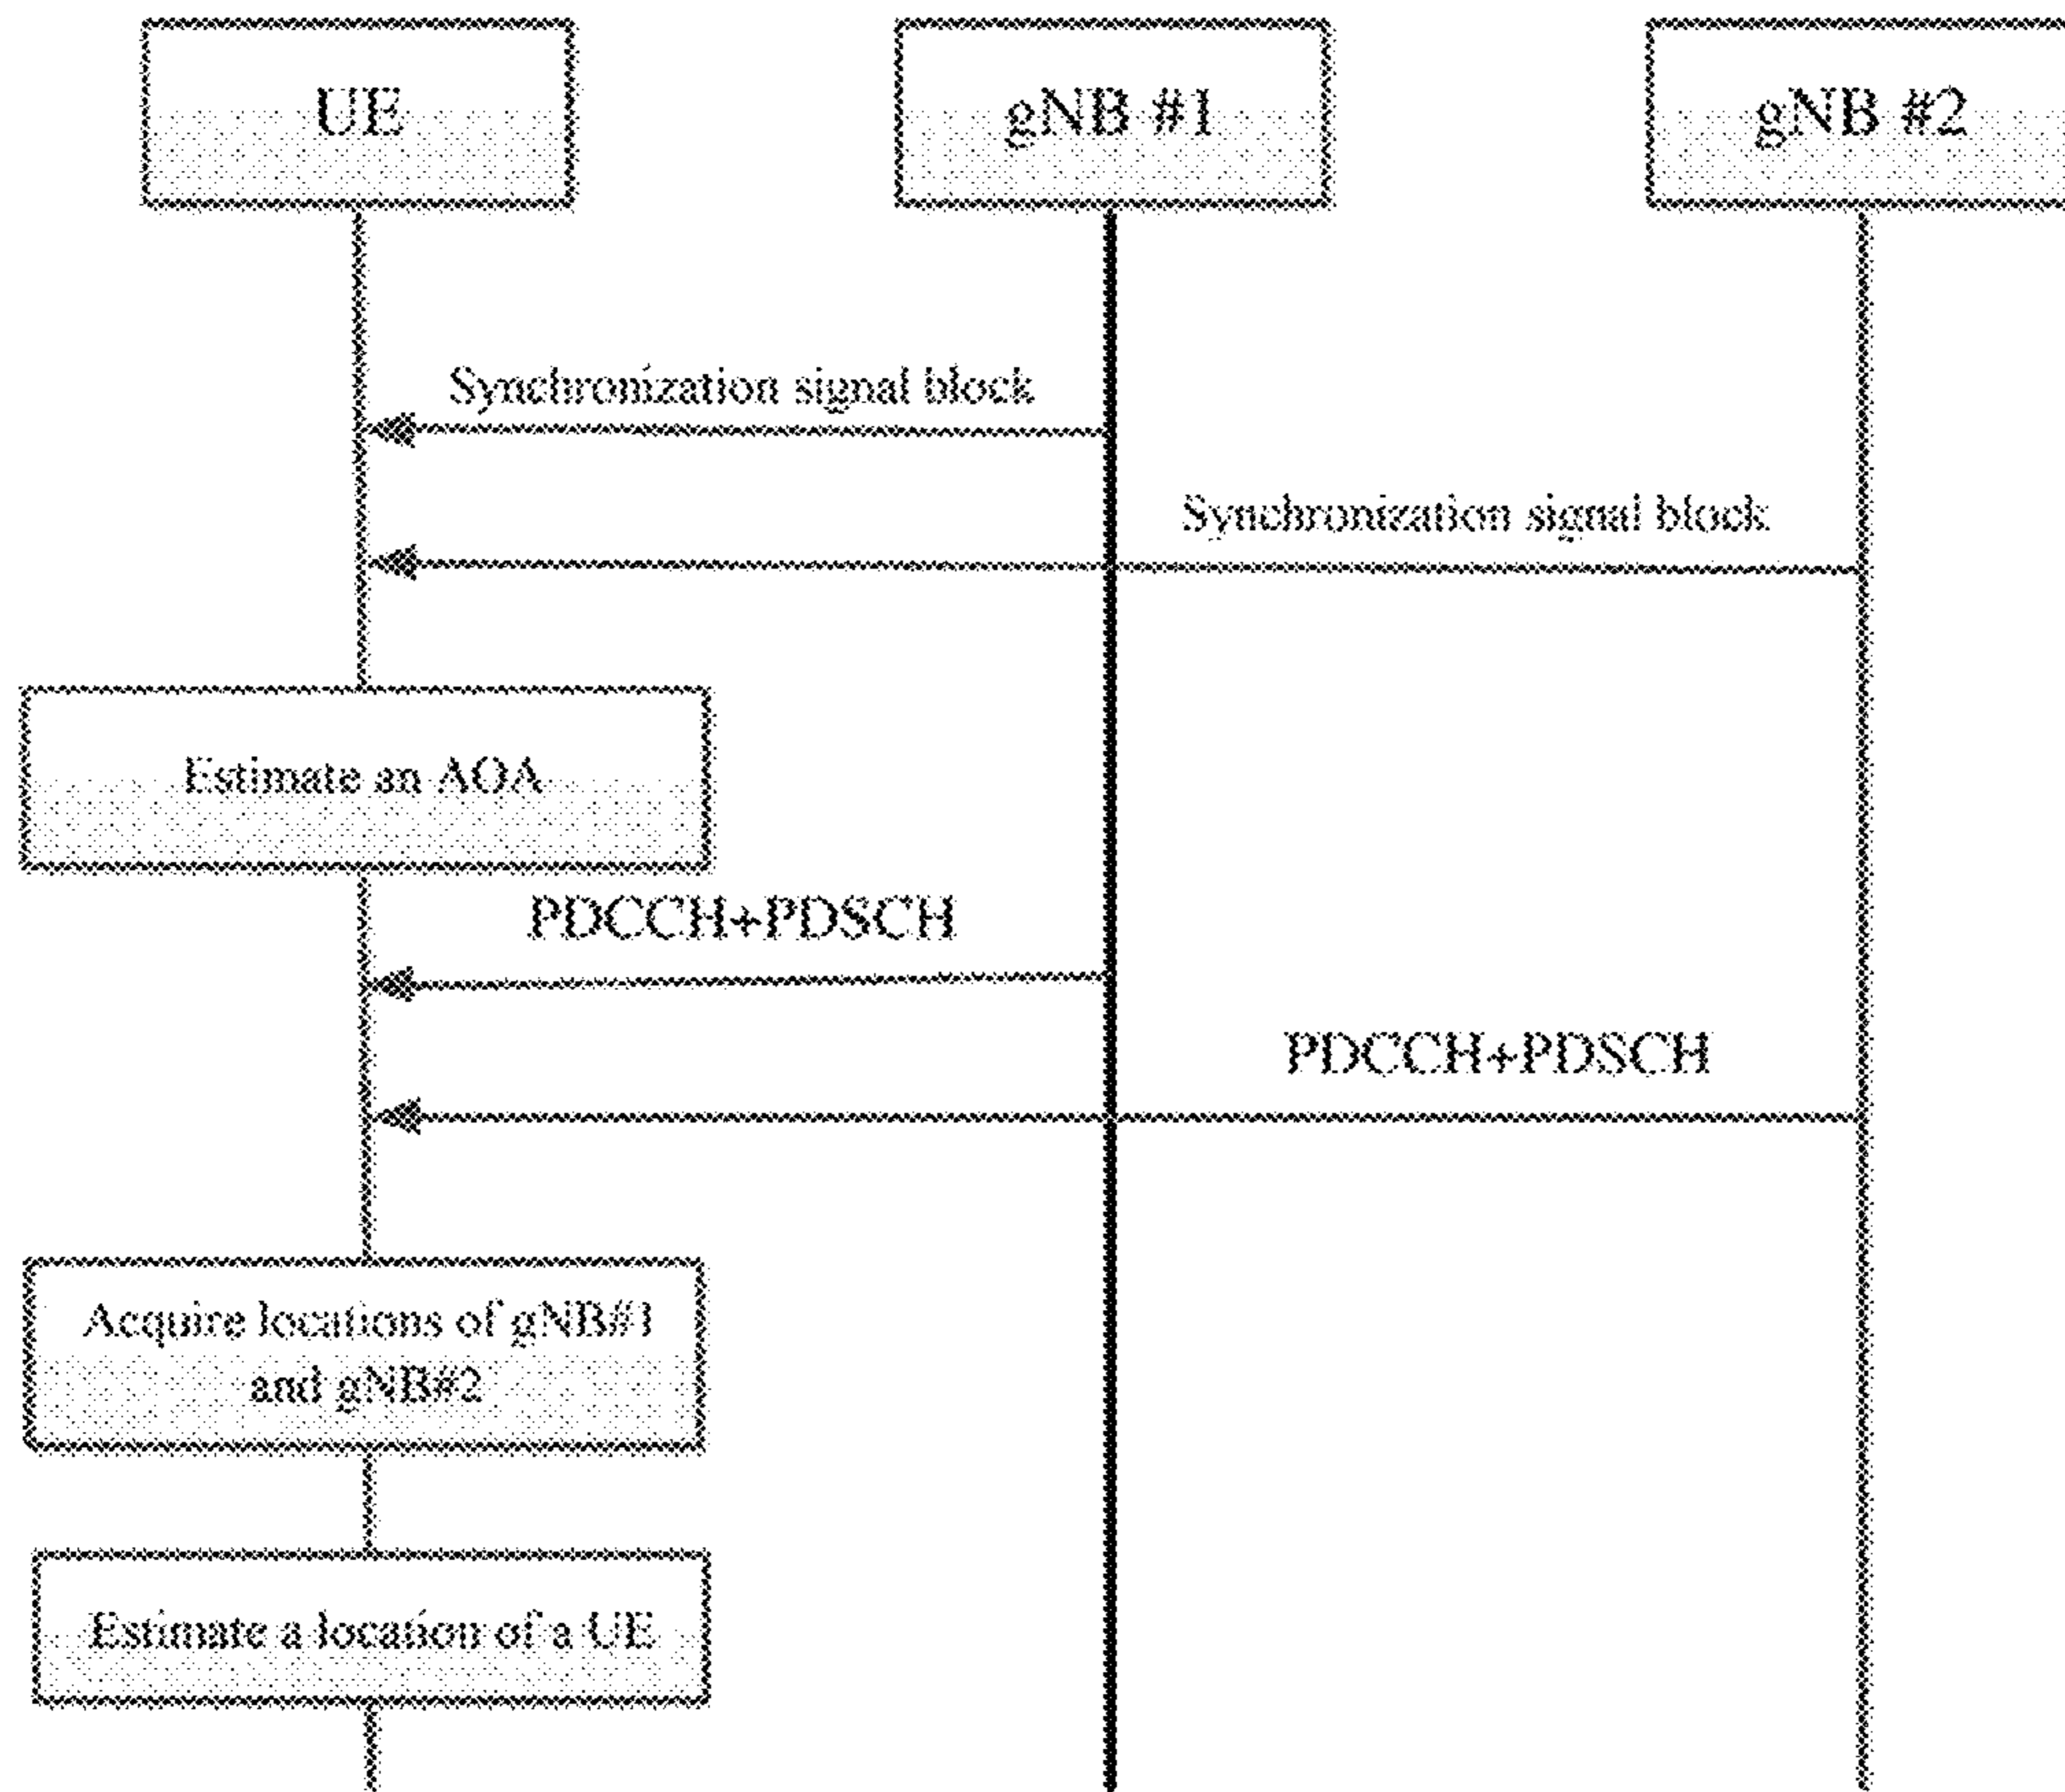 UE
gNB #1
gNB #2
Synchronization signal block
Synchronization signal block
Estimate an AOA
PDCCH+PDSCH
PDCCH+PDSCH
Acquire locations of gNB#1
and gNB#2
Estimate a location of a UE